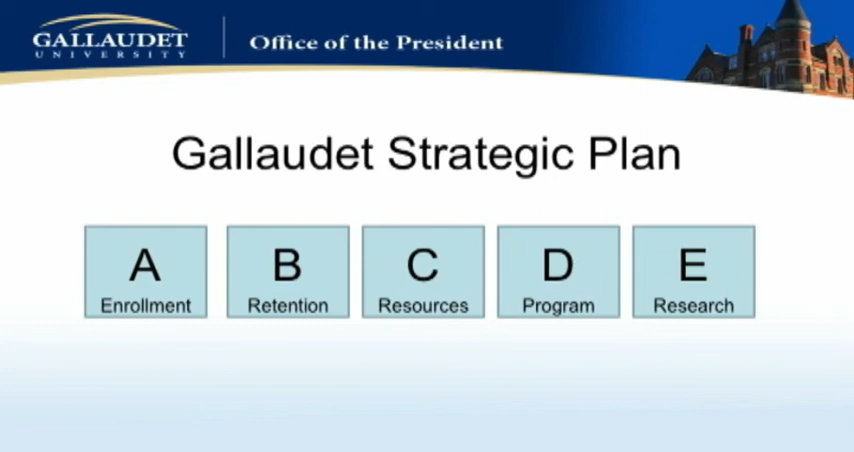 GALLAUDET
UNIVERSITY
Office of the President
Gallaudet Strategic Plan
A
Enrollment
B
Retention
C
Resources
D
Program
E
Research